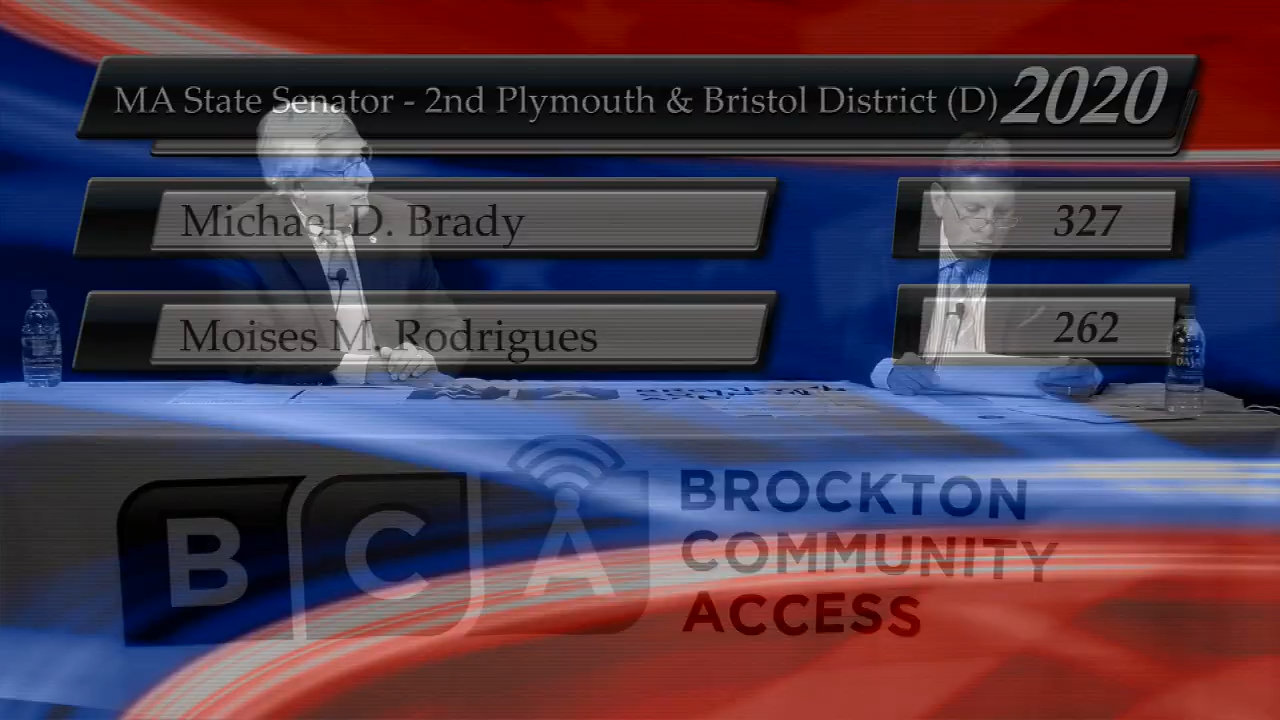 MA State Senator - 2nd Plymouth & Bristol District (D) 2020
Michael D. Brady 327
Moises M. Rodrigues 262
BCA BROCKTON
COMMUNITY
ACCESS